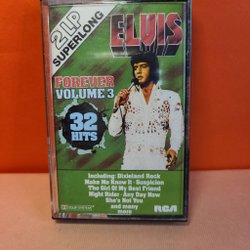 2LP
SUPERLONG
ELVIS
FOREVER
VOLUME 3
32
HITS
Including: Dixieland Rock
Make Me Know It · Suspicion
The Girl Of My Best Friend
Night Rider · Any Day Now
She's Not You
and many
more
RCA